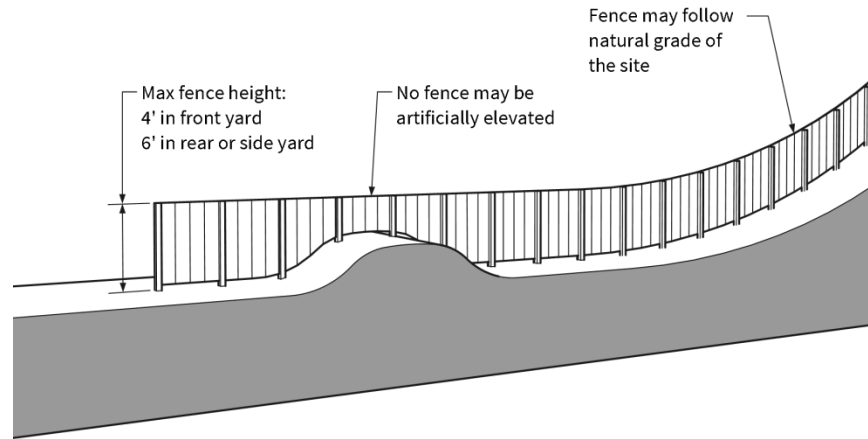 Fence may follow
natural grade of
the site
Max fence height:
4' in front yard
6' in rear or side yard
No fence may be
artificially elevated